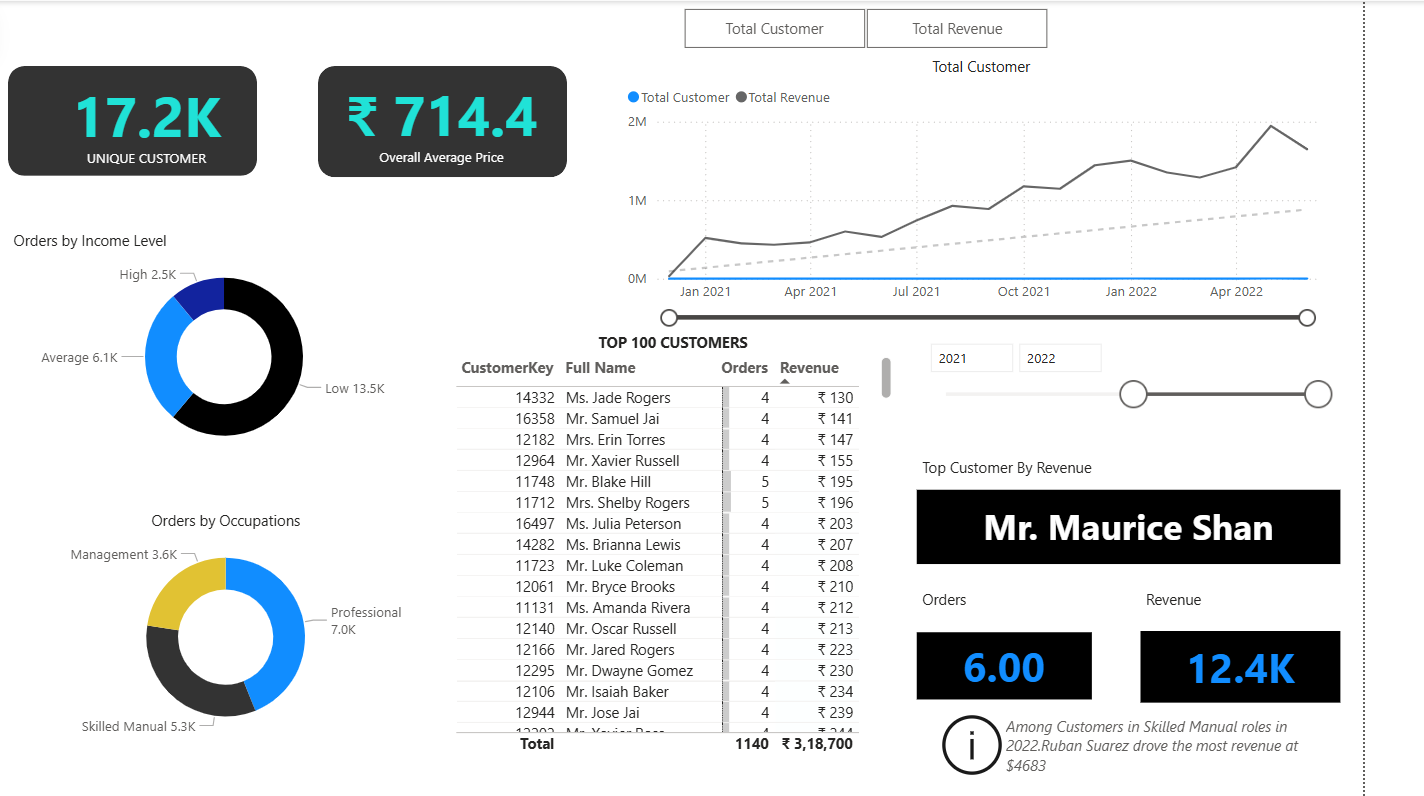 Total Customer
Total Revenue
Total Customer
17.2K
UNIQUE CUSTOMER
₹ 714.4
Overall Average Price
Total Customer Total Revenue
2M
1M
0M
Jan 2021 Apr 2021 Jul 2021 Oct 2021 Jan 2022 Apr 2022
Orders by Income Level
High 2.5K
Average 6.1K
Low 13.5K
Orders by Occupations
Management 3.6K
Professional
7.0K
Skilled Manual 5.3K
TOP 100 CUSTOMERS
CustomerKey Full Name Orders Revenue
14332 Ms. Jade Rogers 4 ₹ 130
16358 Mr. Samuel Jai 4 ₹ 141
12182 Mrs. Erin Torres 4 ₹ 147
12964 Mr. Xavier Russell 4 ₹ 155
11748 Mr. Blake Hill 5 ₹ 195
11712 Mrs. Shelby Rogers 5 ₹ 196
16497 Ms. Julia Peterson 4 ₹ 203
14282 Ms. Brianna Lewis 4 ₹ 207
11723 Mr. Luke Coleman 4 ₹ 208
12061 Mr. Bryce Brooks 4 ₹ 210
11131 Ms. Amanda Rivera 4 ₹ 212
12140 Mr. Oscar Russell 4 ₹ 213
12166 Mr. Jared Rogers 4 ₹ 223
12295 Mr. Dwayne Gomez 4 ₹ 230
12106 Mr. Isaiah Baker 4 ₹ 234
12944 Mr. Jose Jai 4 ₹ 239
Total 1140 ₹ 3,18,700
2021 2022
Top Customer By Revenue
Mr. Maurice Shan
Orders
Revenue
6.00
12.4K
i
Among Customers in Skilled Manual roles in
2022.Ruban Suarez drove the most revenue at
$4683